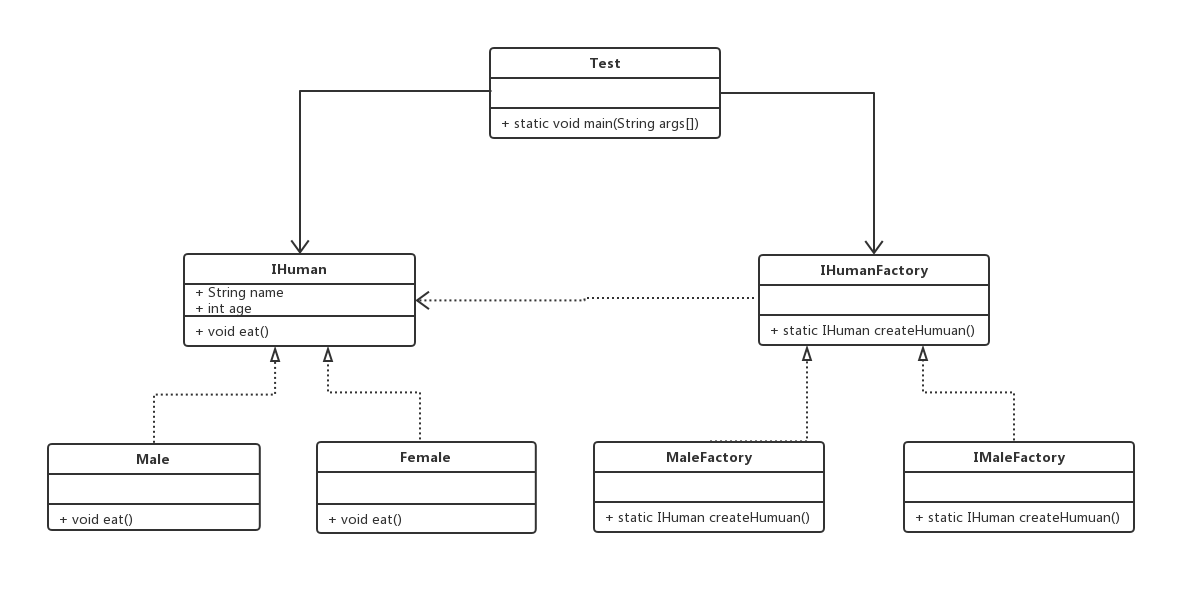 Test
+ static void main(String args[])
IHuman
+ String name
+ int age
+ void eat()
IHumanFactory
+ static IHuman createHumuan()
Male
+ void eat()
Female
+ void eat()
MaleFactory
+ static IHuman createHumuan()
IMaleFactory
+ static IHuman createHumuan()